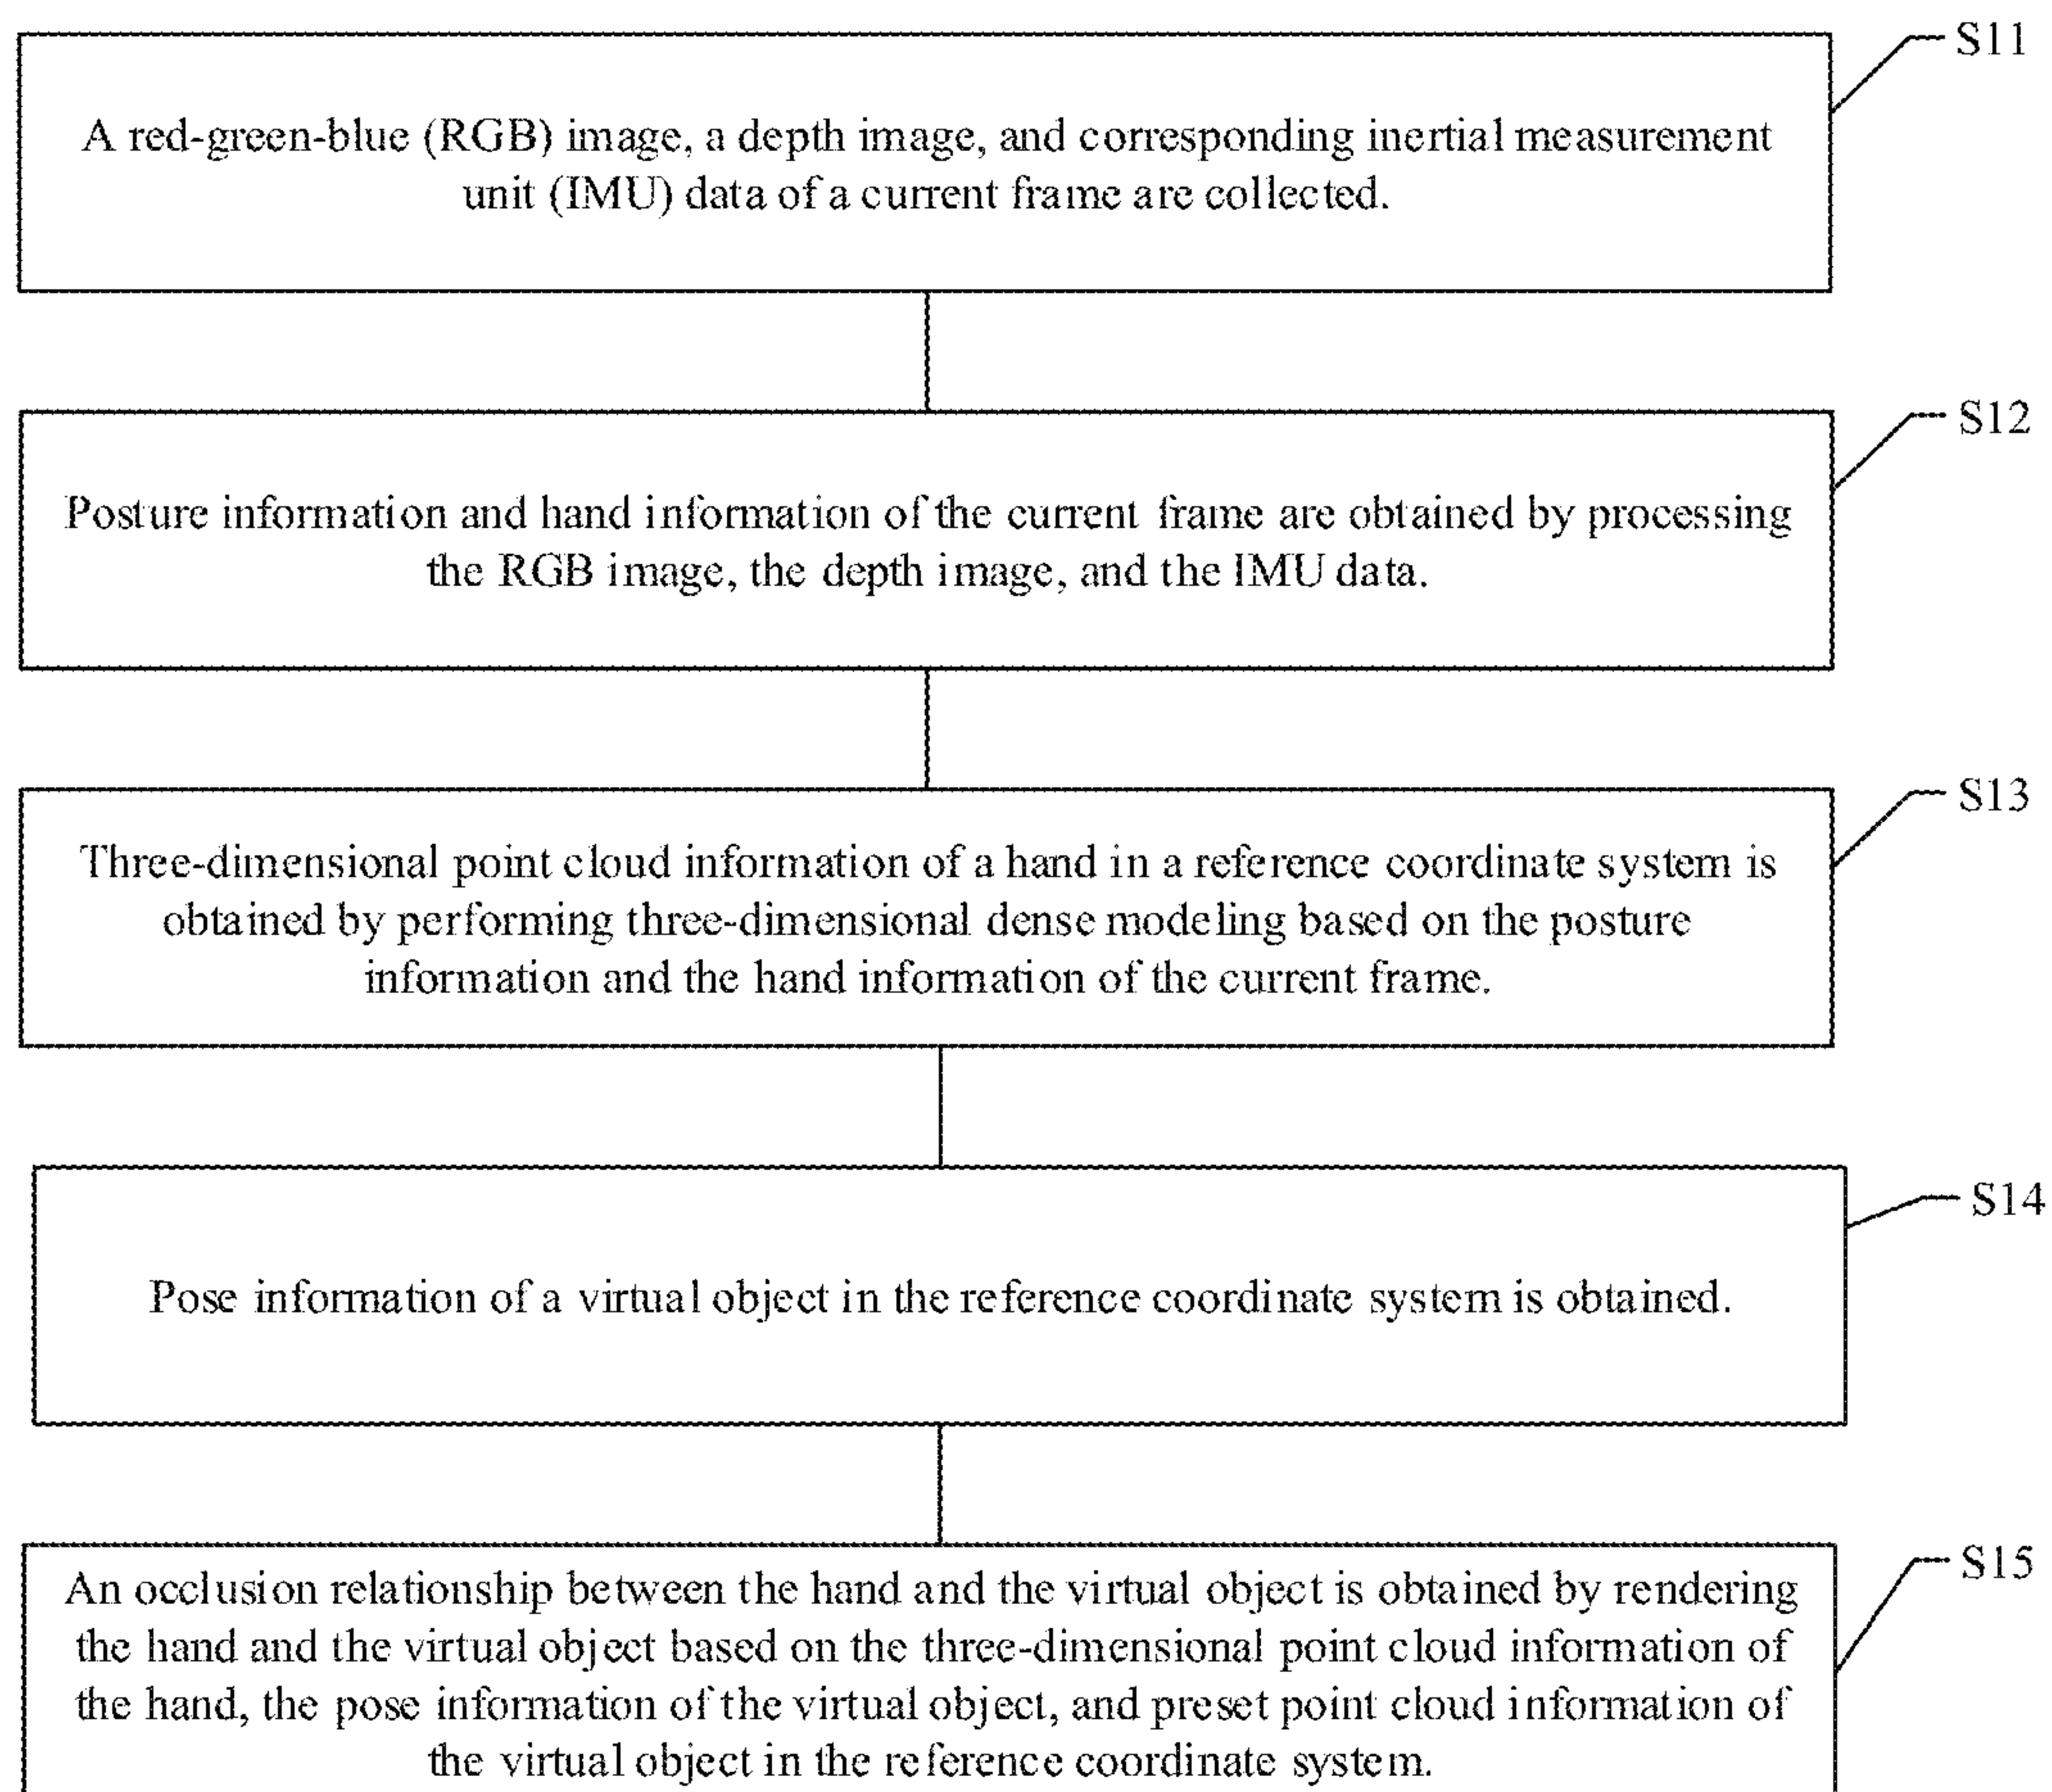 S11
A red-green-blue (RGB) image, a depth image, and corresponding inertial measurement
unit (IMU) data of a current frame are collected.
S12
Posture information and hand information of the current frame are obtained by processing
the RGB image, the depth image, and the IMU data.
S13
Three-dimensional point cloud information of a hand in a reference coordinate system is
obtained by performing three-dimensional dense modeling based on the posture
information and the hand information of the current frame.
S14
Pose information of a virtual object in the reference coordinate system is obtained.
S15
An occlusion relationship between the hand and the virtual object is obtained by rendering
the hand and the virtual object based on the three-dimensional point cloud information of
the hand, the pose information of the virtual object, and preset point cloud information of
the virtual object in the reference coordinate system.